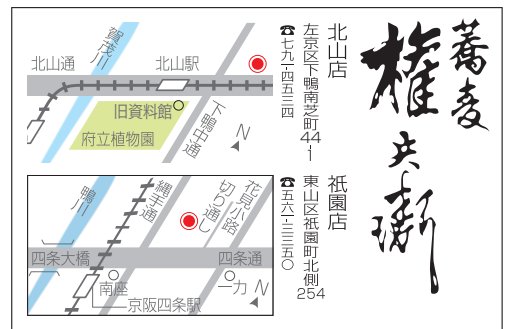 蕎麦
権兵衛
北山店
左京区下鴨南芝町44-1
☎七九一-四五三四
祇園店
東山区祇園町北側254
☎五六一-三三五〇
賀茂川
北山通
北山駅
旧資料館
府立植物園
下鴨中通
N
鴨川
縄手通
切り通し
花見小路
四条大橋
四条通
南座
一力
N
京阪四条駅